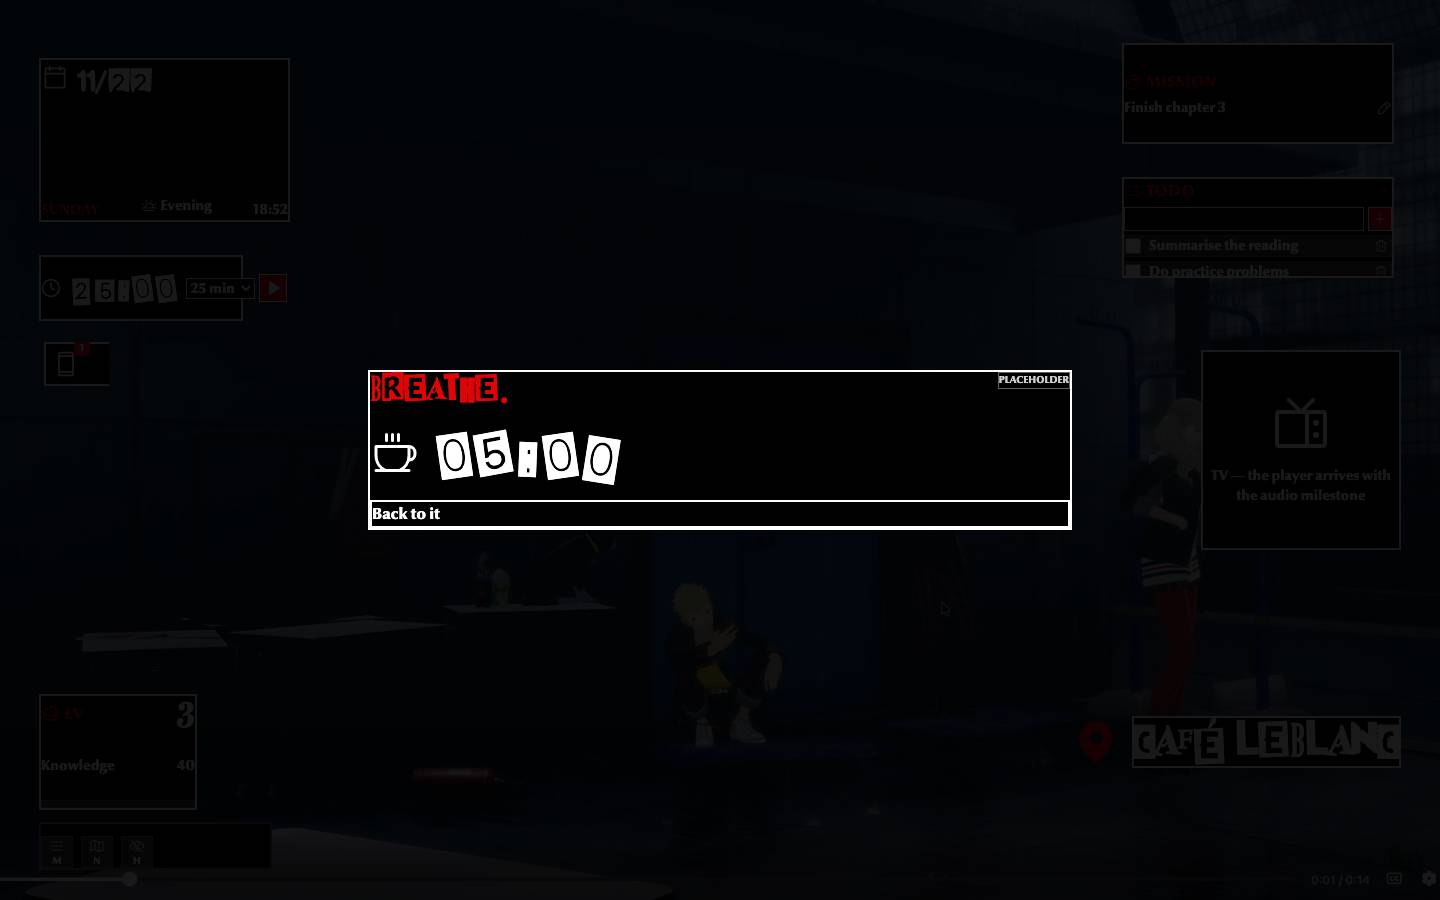 11/22
SUNDAY
Evening
18:52
25:00
25 min
1
MISSION
Finish chapter 3
TODO
+
Summarise the reading
Do practice problems
BREATHE.
PLACEHOLDER
05:00
Back to it
TV — the player arrives with
the audio milestone
LV
3
Knowledge
40
CAFÉ LEBLANC
M
N
H
0:01 / 0:14
CC